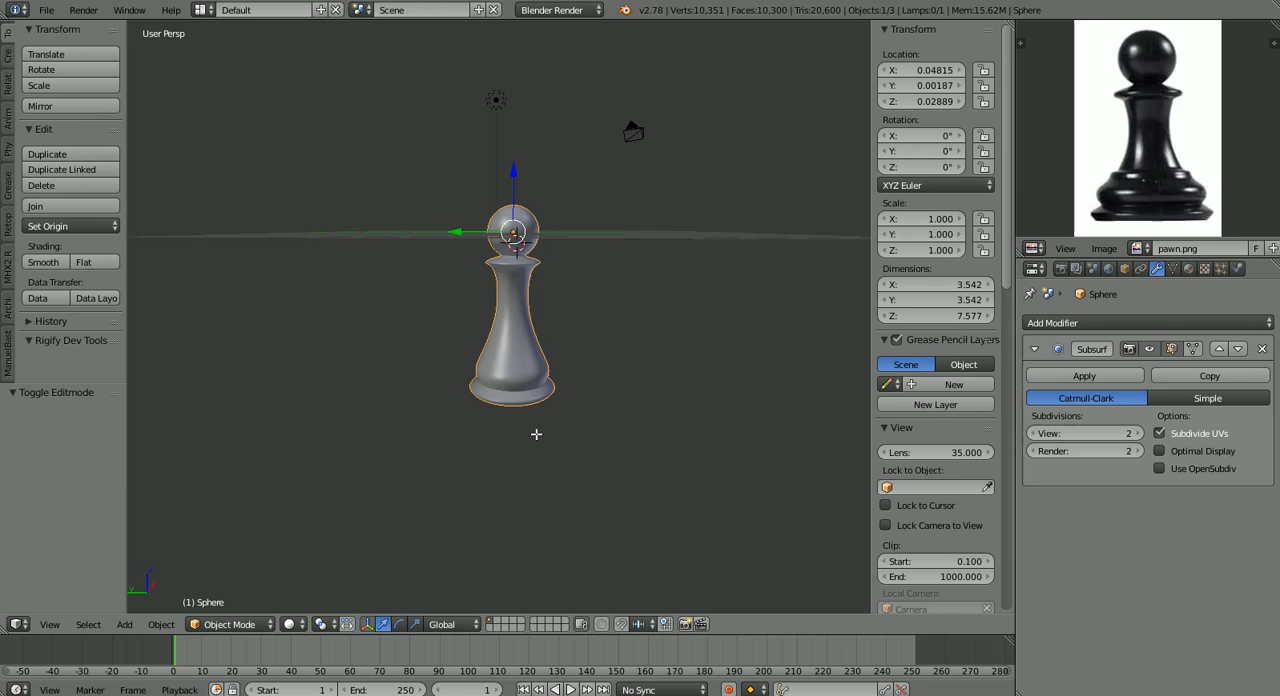 File Render Window Help Default Scene Blender Render v2.78 | Verts:10,351 | Faces:10,300 | Tris:20,600 | Objects:1/3 | Lamps:0/1 | Mem:15.62M | Sphere
To
Cre
Relat
Anim
Phy
Grease
Retop
MHX2 R
Archi
ManuelBast
Transform
Translate
Rotate
Scale
Mirror
Edit
Duplicate
Duplicate Linked
Delete
Join
Set Origin
Shading:
Smooth Flat
Data Transfer:
Data Data Layo
History
Rigify Dev Tools
Toggle Editmode
User Persp
z
y
x
(1) Sphere
Transform
Location:
X: 0.04815
Y: 0.00187
Z: 0.02889
Rotation:
X: 0°
Y: 0°
Z: 0°
XYZ Euler
Scale:
X: 1.000
Y: 1.000
Z: 1.000
Dimensions:
X: 3.542
Y: 3.542
Z: 7.577
Grease Pencil Layers
Scene Object
New
New Layer
View
Lens: 35.000
Lock to Object:
Lock to Cursor
Lock Camera to View
Clip:
Start: 0.100
End: 1000.000
Local Camera:
Camera
View Image pawn.png F
Sphere
Add Modifier
Subsurf
Apply Copy
Catmull-Clark Simple
Subdivisions: Options:
View: 2 Subdivide UVs
Render: 2 Optimal Display
Use OpenSubdiv
View Select Add Object Object Mode Global
-50 -40 -30 -20 -10 0 10 20 30 40 50 60 70 80 90 100 110 120 130 140 150 160 170 180 190 200 210 220 230 240 250 260 270 280
View Marker Frame Playback Start: 1 End: 250 1 No Sync